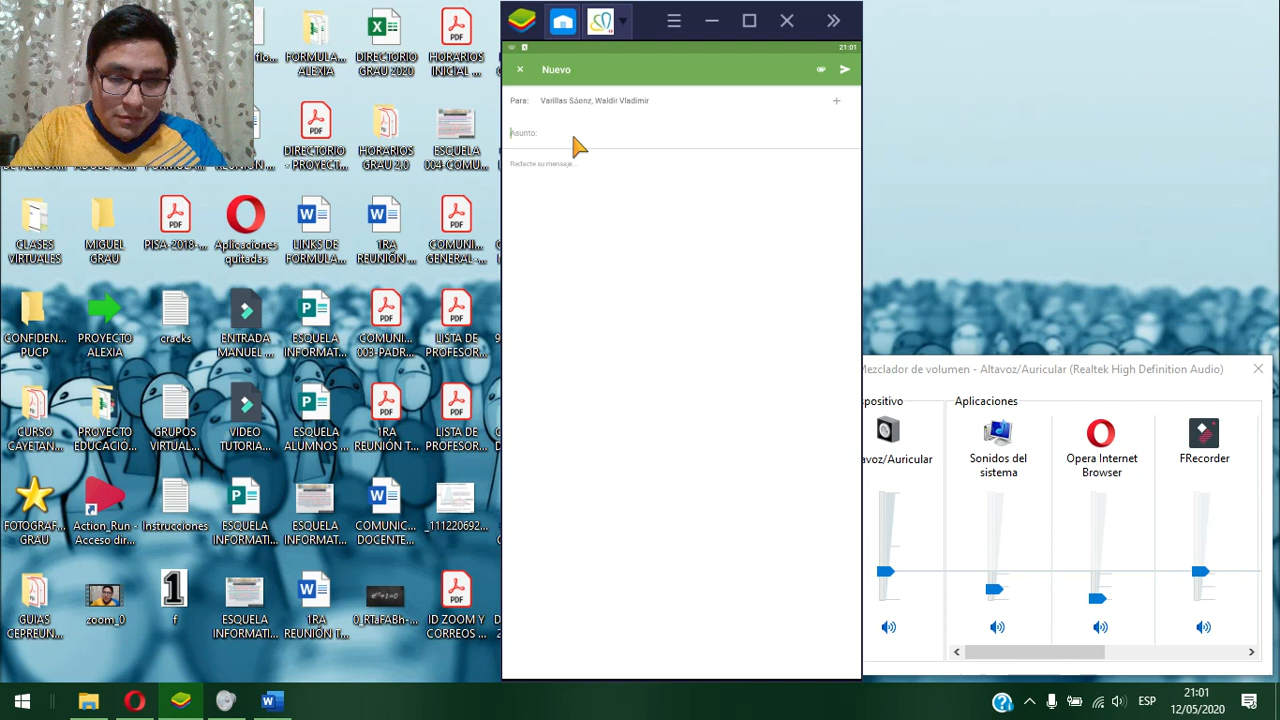 FORMULA...
ALEXIA
DIRECTORIO
GRAU 2020
HORARIOS
INICIAL ...
DIRECTORI...
- PROYECT...
HORARIOS
GRAU 2.0
ESCUELA
004-COMU...
CLASES
VIRTUALES
MIGUEL
GRAU
PISA-2018-...
Aplicaciones
quitadas
LINKS DE
FORMULA...
1RA
REUNIÓN ...
COMUNI...
GENERAL-...
CONFIDEN...
PUCP
PROYECTO
ALEXIA
cracks
ENTRADA
MANUEL ...
ESQUELA
INFORMAT...
COMUNI...
003-PADR...
LISTA DE
PROFESOR...
CURSO
CAYETAN...
PROYECTO
EDUCACIÓ...
GRUPOS
VIRTUAL...
VIDEO
TUTORIA...
ESQUELA
ALUMNOS ...
1RA
REUNIÓN T...
LISTA DE
PROFESOR...
FOTOGRAF...
GRAU
Action_Run -
Acceso dir...
Instrucciones
ESQUELA
INFORMATI...
ESQUELA
INFORMAT...
COMUNIC...
DOCENTE...
_111220692...
GUIAS
CEPREUN...
zoom_0
f
ESQUELA
INFORMATI...
1RA
REUNIÓN T...
0_RTaFABh-...
ID ZOOM Y
CORREOS ...
21:01
Nuevo
Para: Varillas Sáenz, Waldir Vladimir
Asunto:
Redacte su mensaje...
Mezclador de volumen - Altavoz/Auricular (Realtek High Definition Audio)
spositivo
Aplicaciones
avoz/Auricular
Sonidos del
sistema
Opera Internet
Browser
FRecorder
ESP
21:01
12/05/2020